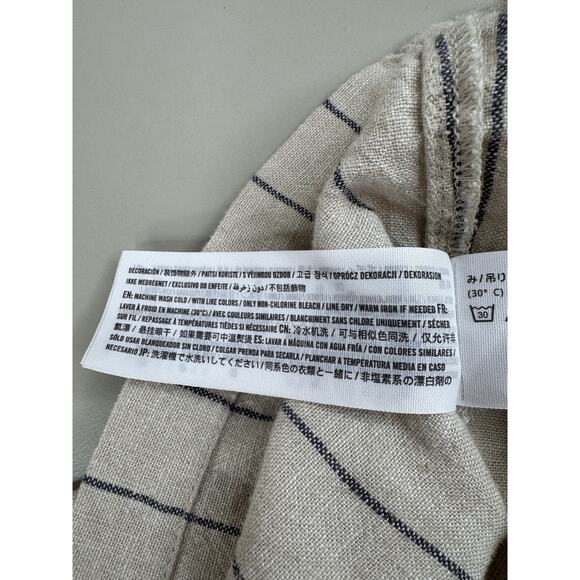 DECORACIÓN / 装飾部除外 / PAITSI KORISTE / S VÝJIMKOU OZDOB / 고급 장식 / OPRÓCZ DEKORACJI / DEKORASION
IKKE MEDREGNET / EXCLUSIVO DO ENFEITE / دون زخرفة / 不包括飾物
EN: MACHINE WASH COLD / WITH LIKE COLORS / ONLY NON-CHLORINE BLEACH / LINE DRY / WARM IRON IF NEEDED FR:
LAVER À FROID EN MACHINE (30°C) / AVEC COULEURS SIMILAIRES / BLANCHIMENT SANS CHLORE UNIQUEMENT / SÉCHER
SUR FIL / REPASSAGE À TEMPÉRATURES TIÈDES SI NÉCESSAIRE CN: 冷水机洗 / 可与相似色同洗 / 仅允许非
氯漂 / 悬挂晾干 / 如果需要可中温熨烫 ES: LAVAR A MÁQUINA CON AGUA FRÍA / CON COLORES SIMILARES /
SÓLO USAR BLANQUEADOR SIN CLORO / COLGAR PRENDA PARA SECARLA / PLANCHAR A TEMPERATURA MEDIA EN CASO
NECESARIO JP: 洗濯機で水洗いしてください / 同系色の衣類と一緒に / 非塩素系の漂白剤の
み / 吊り
(30° C)
30